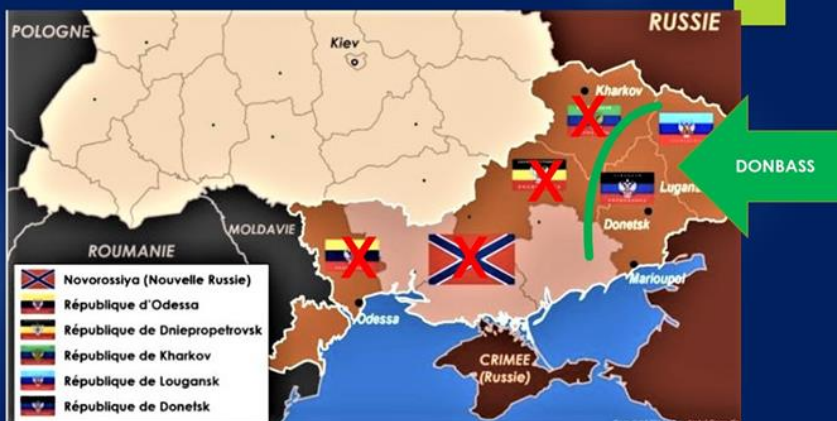 POLOGNE
RUSSIE
Kiev
Kharkov
DONBASS
Lugansk
Donetsk
MOLDAVIE
ROUMANIE
Marioupol
Odessa
CRIMEE
(Russie)
Novorossiya (Nouvelle Russie)
République d'Odessa
République de Dniepropetrovsk
République de Kharkov
République de Lougansk
République de Donetsk